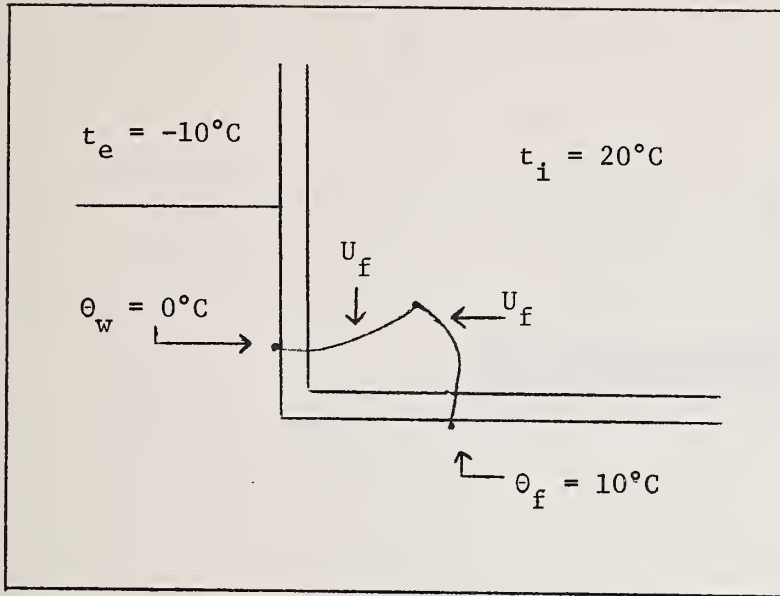 t_e = -10°C
t_i = 20°C
U_f
U_f
Θ_w = 0°C
Θ_f = 10°C